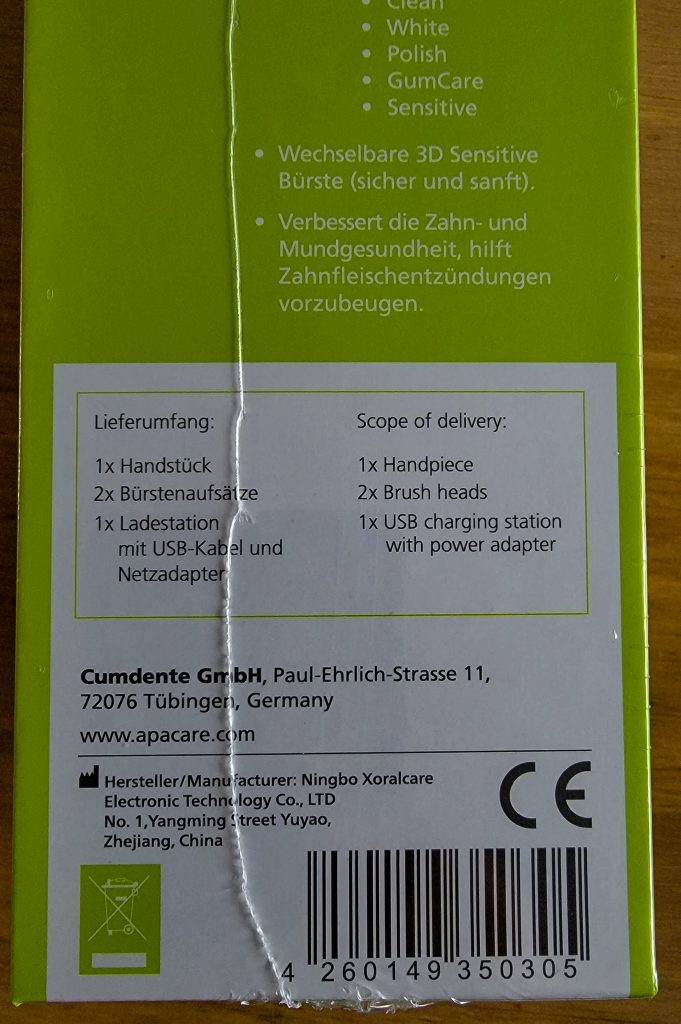 • Clean
• White
• Polish
• GumCare
• Sensitive
• Wechselbare 3D Sensitive
Bürste (sicher und sanft).
• Verbessert die Zahn- und
Mundgesundheit, hilft
Zahnfleischentzündungen
vorzubeugen.
Lieferumfang:
1x Handstück
2x Bürstenaufsätze
1x Ladestation
mit USB-Kabel und
Netzadapter
Scope of delivery:
1x Handpiece
2x Brush heads
1x USB charging station
with power adapter
Cumdente GmbH, Paul-Ehrlich-Strasse 11,
72076 Tübingen, Germany
www.apacare.com
Hersteller/Manufacturer: Ningbo Xoralcare
Electronic Technology Co., LTD
No. 1,Yangming Street Yuyao,
Zhejiang, China
CE
4 260149 350305